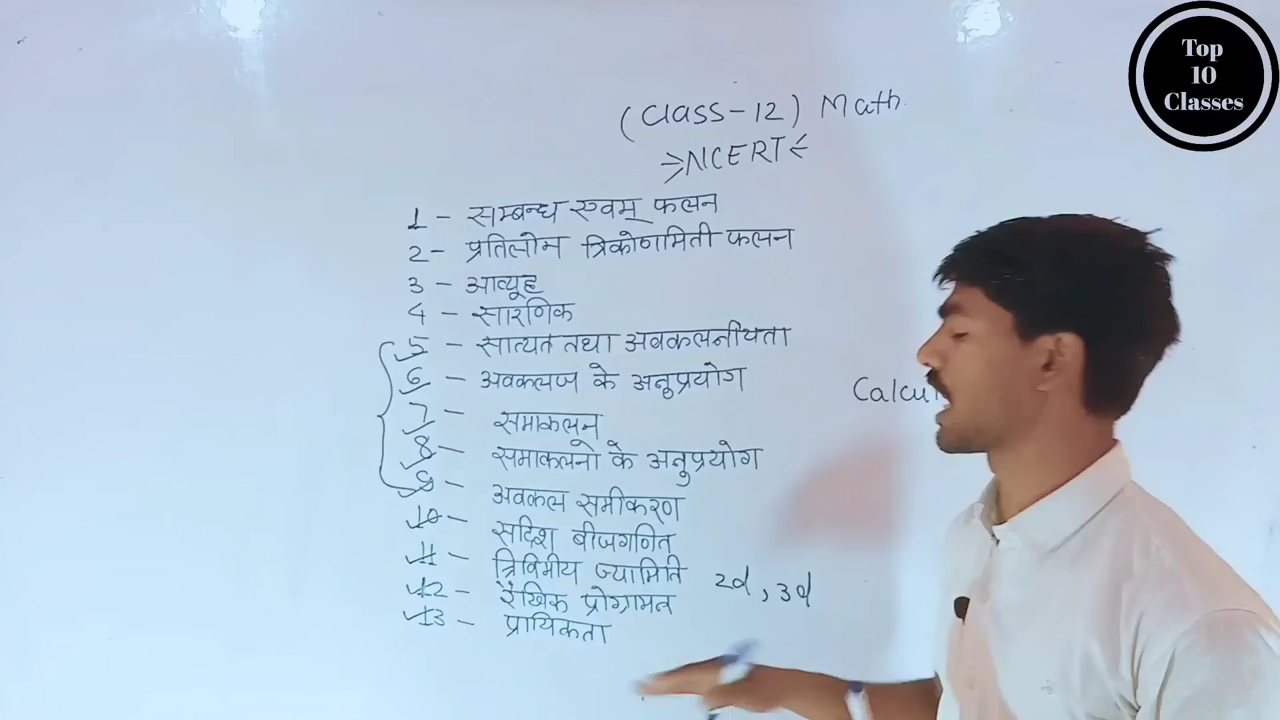 Top
10
Classes
(Class-12) Math
NCERT
1 - सम्बन्ध एवम् फलन
2 - प्रतिलोम त्रिकोणमिती फलन
3 - आव्यूह
4 - सारणिक
5 - सात्यत तथा अवकलनीयता
6 - अवकलज के अनुप्रयोग
Calcul
7 - समाकलन
8 - समाकलनो के अनुप्रयोग
9 - अवकल समीकरण
10 - सदिश बीजगणित
11 - त्रिविमीय ज्यामिति 2d, 3d
12 - रैखिक प्रोग्रामन
13 - प्रायिकता